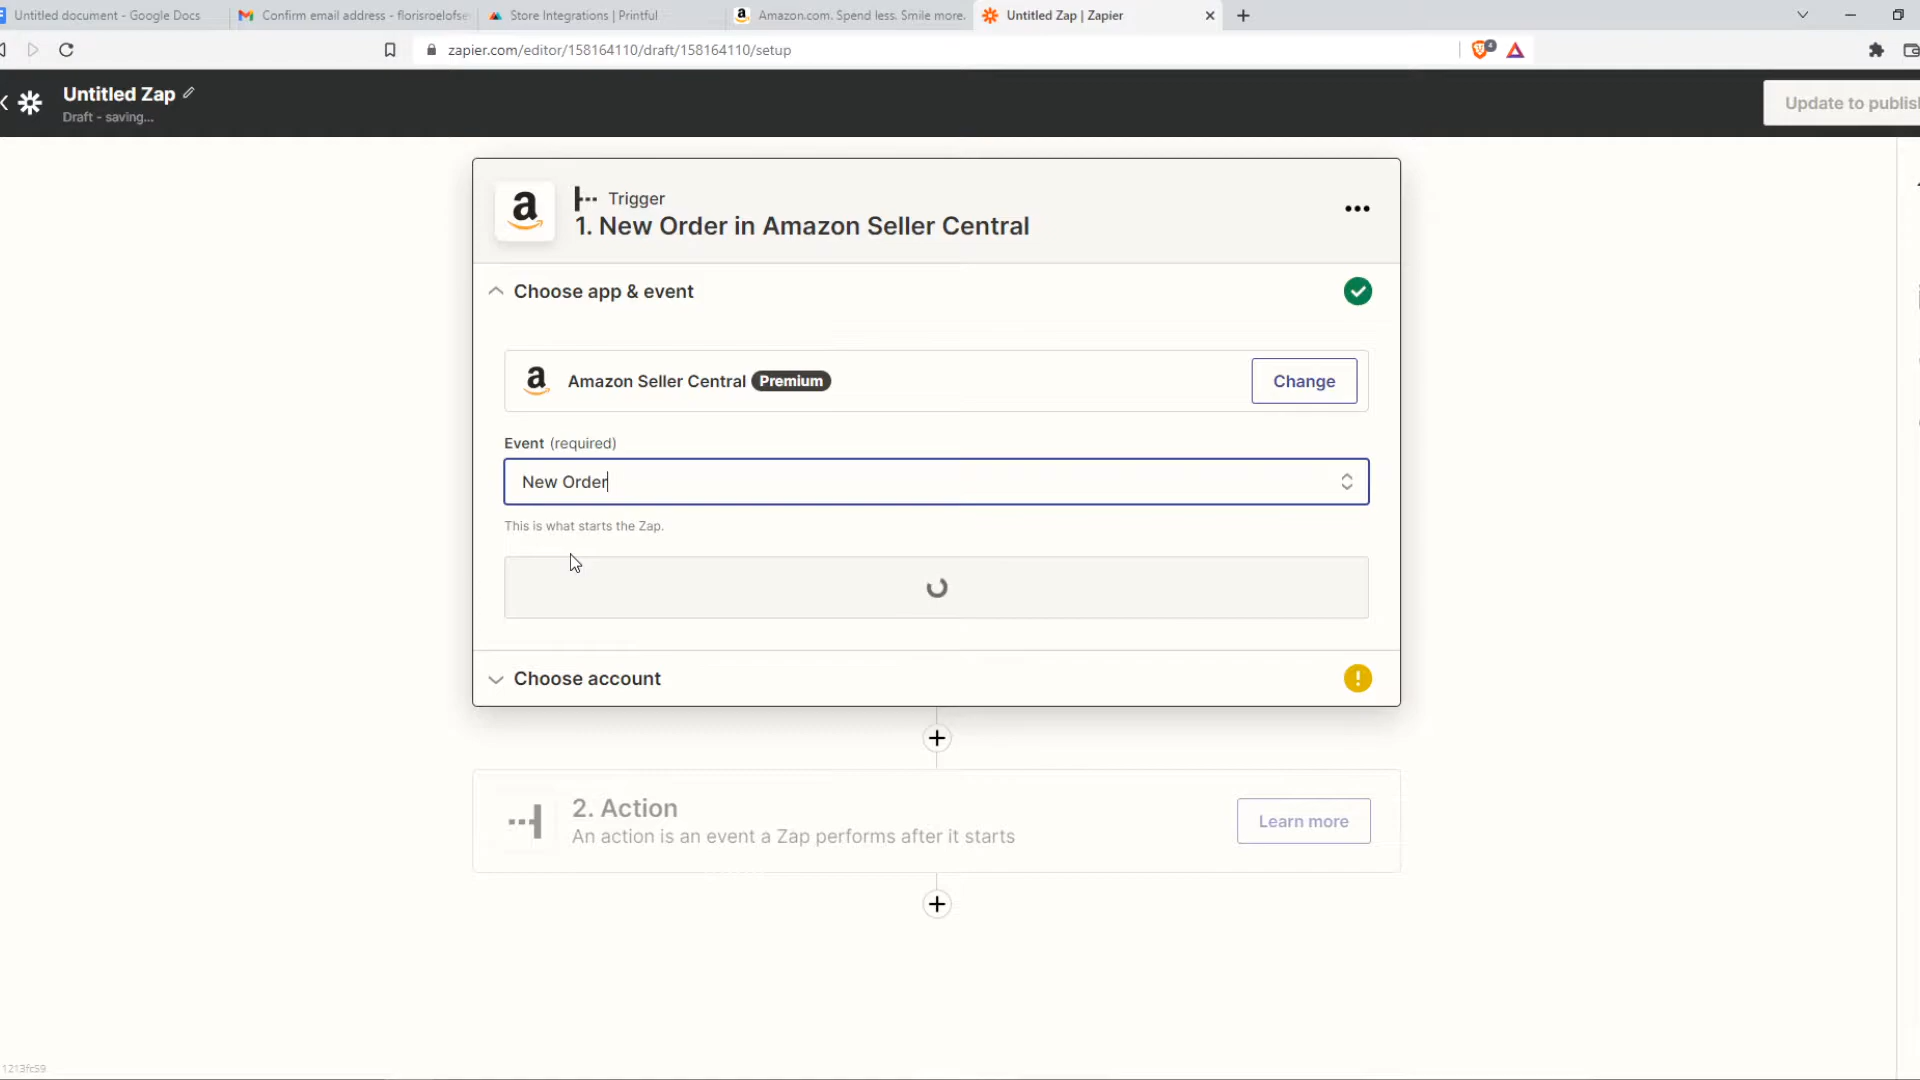 Untitled document - Google Docs
Confirm email address - florisroelofse
Store Integrations | Printful
Amazon.com. Spend less. Smile more.
Untitled Zap | Zapier
zapier.com/editor/158164110/draft/158164110/setup
4
Untitled Zap
Draft - saving...
Update to publish
a
Trigger
1. New Order in Amazon Seller Central
Choose app & event
a
Amazon Seller Central Premium
Change
Event (required)
New Order
This is what starts the Zap.
Choose account
2. Action
An action is an event a Zap performs after it starts
Learn more
1213fc59